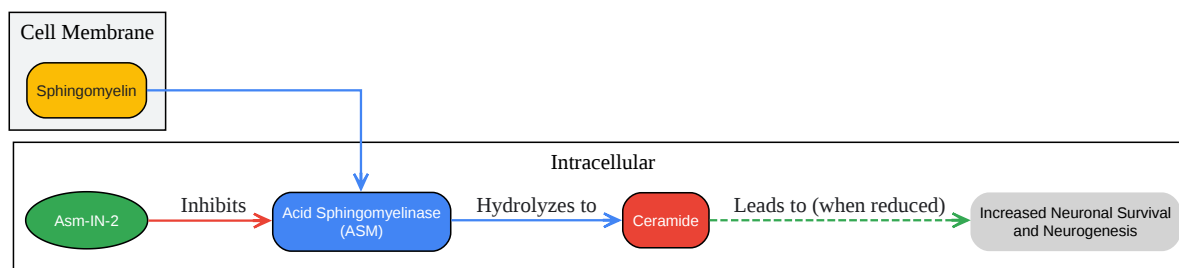 Cell Membrane
Sphingomyelin
Intracellular
Asm-IN-2
Inhibits
Acid Sphingomyelinase
(ASM)
Hydrolyzes to
Ceramide
Leads to (when reduced)
Increased Neuronal Survival
and Neurogenesis